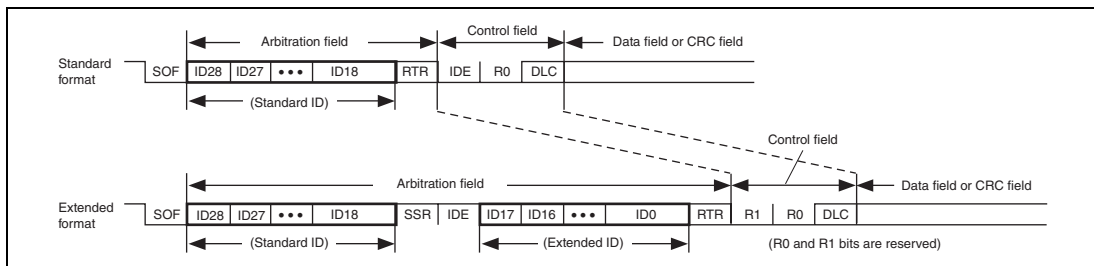 Arbitration field Control field Data field or CRC field
Standard format SOF ID28 ID27 ••• ID18 RTR IDE R0 DLC
(Standard ID)
Control field
Arbitration field Data field or CRC field
Extended format SOF ID28 ID27 ••• ID18 SSR IDE ID17 ID16 ••• ID0 RTR R1 R0 DLC
(Standard ID) (Extended ID) (R0 and R1 bits are reserved)